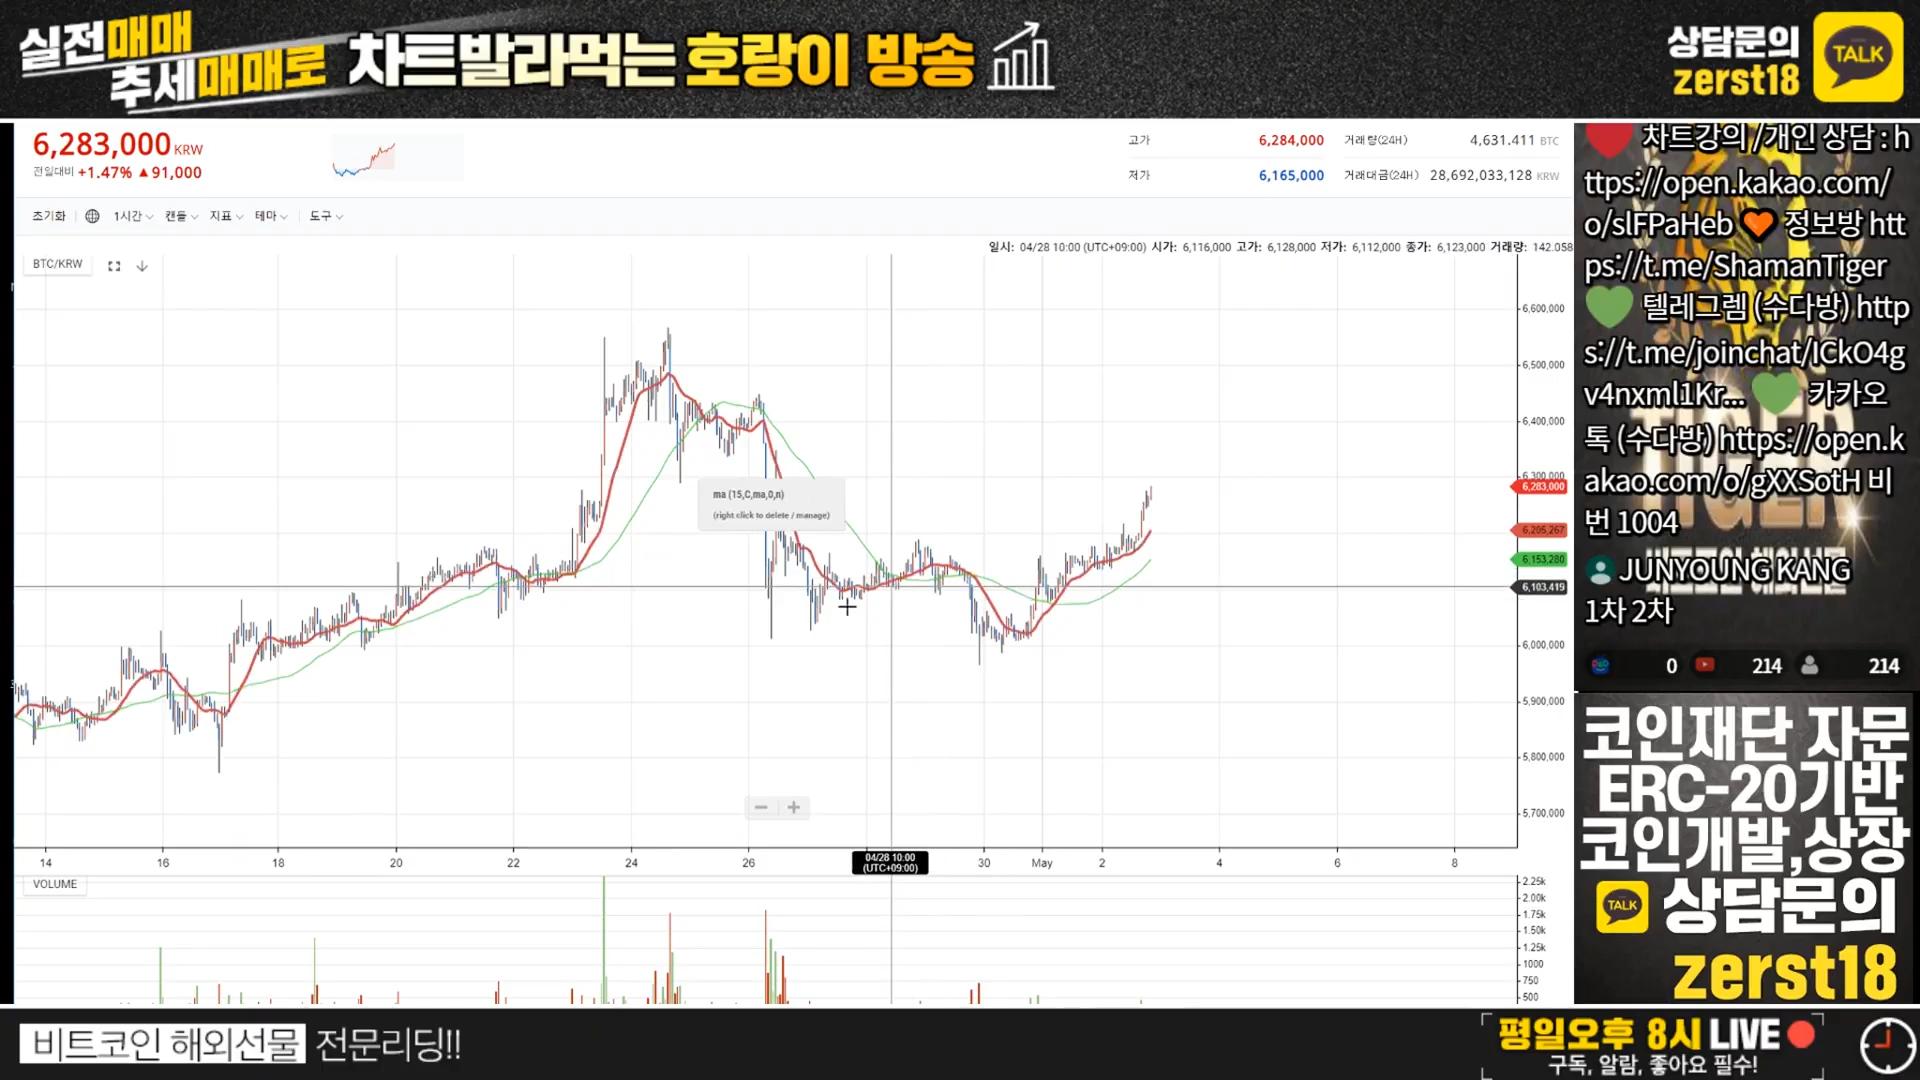 실전매매
추세매매로
차트발라먹는 호랑이 방송
상담문의
zerst18
TALK
6,283,000 KRW
전일대비 +1.47% ▲91,000
고가 6,284,000 거래량(24H) 4,631.411 BTC
저가 6,165,000 거래대금(24H) 28,692,033,128 KRW
초기화 1시간 캔들 지표 테마 도구
일시: 04/28 10:00 (UTC+09:00) 시가: 6,116,000 고가: 6,128,000 저가: 6,112,000 종가: 6,123,000 거래량: 142.058
BTC/KRW
ma (15,C,ma,0,n)
(right click to delete / manage)
6,600,000
6,500,000
6,400,000
6,300,000
6,283,000
6,205,267
6,153,280
6,103,419
6,000,000
5,900,000
5,800,000
5,700,000
14 16 18 20 22 24 26 04/28 10:00 (UTC+09:00) 30 May 2 4 6 8
VOLUME
2.25k
2.00k
1.75k
1.50k
1.25k
1000
750
500
차트강의 /개인 상담 : h
ttps://open.kakao.com/
o/slFPaHeb 🧡 정보방 htt
ps://t.me/ShamanTiger
💚 텔레그렘 (수다방) http
s://t.me/joinchat/ICkO4g
v4nxml1Kr... 💚 카카오
톡 (수다방) https://open.k
akao.com/o/gXXSotH 비
번 1004
JUNYOUNG KANG
1차 2차
0 214 214
코인재단 자문
ERC-20기반
코인개발,상장
TALK 상담문의
zerst18
비트코인 해외선물 전문리딩!!
평일오후 8시 LIVE
구독, 알람, 좋아요 필수!